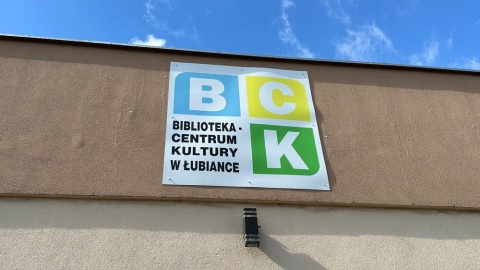 B C
BIBLIOTEKA -
CENTRUM
KULTURY
W ŁUBIANCE
K